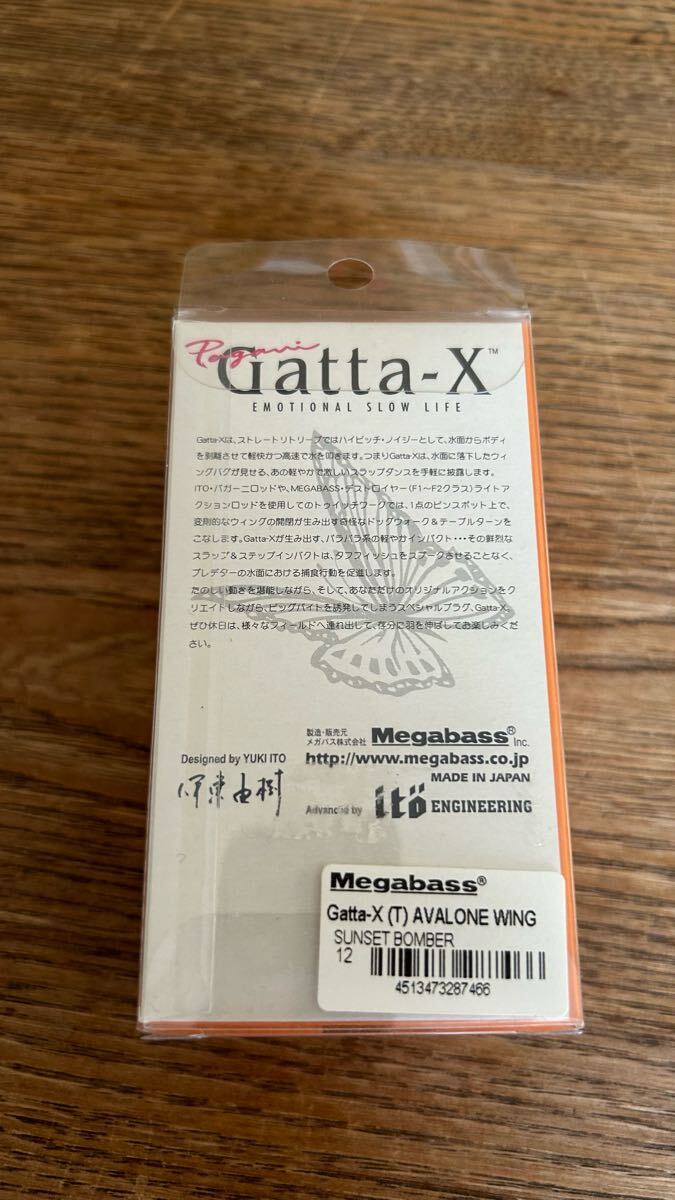 Pagani
Gatta-X™
EMOTIONAL SLOW LIFE
Gatta-Xは、ストレートリトリーブではハイピッチ・ノイジーとして、水面からボディ
を剥離させて軽快かつ高速で水を叩きます。つまりGatta-Xは、水面に落下したウィ
ングバグが見せる、あの軽やかで激しいスラップダンスを手軽に披露します。
ITO・パガーニロッドや、MEGABASS・デストロイヤー(F1〜F2クラス)ライトア
クションロッドを使用してのトゥイッチワークでは、1点のピンスポット上で、
変則的なウィングの開閉が生み出す奇怪なドッグウォーク&テーブルターンを
こなします。Gatta-Xが生み出す、バラバラ系の軽やかインパクト・・・その鮮烈な
スラップ&ステップインパクトは、タフフィッシュをスプークさせることなく、
プレデターの水面における捕食行動を促進します。
たのしい動きを堪能しながら、そして、あなただけのオリジナルアクションをク
リエイトしながら、ビッグバイトを誘発してしまうスペシャルプラグ、Gatta-X。
ぜひ休日は、様々なフィールドへ連れ出して、存分に羽を伸ばしてお楽しみくだ
さい。
製造・販売元
メガバス株式会社 Megabass® Inc.
Designed by YUKI ITO http://www.megabass.co.jp
MADE IN JAPAN
伊東由樹
Advanced by itö ENGINEERING
Megabass®
Gatta-X (T) AVALONE WING
SUNSET BOMBER
12
4513473287466